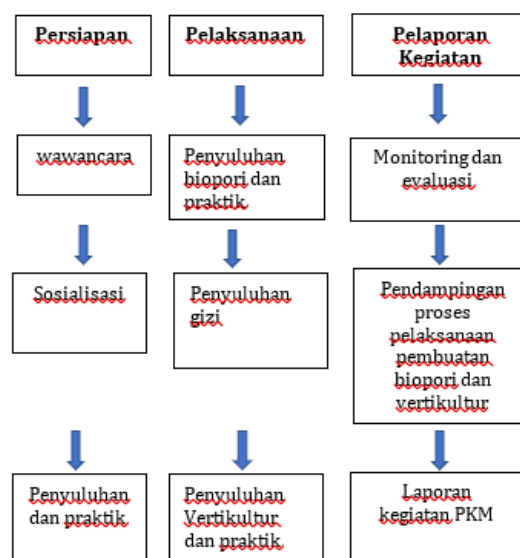 Persiapan
wawancara
Sosialisasi
Penyuluhan
dan praktik
Pelaksanaan
Penyuluhan
biopori dan
praktik
Penyuluhan
gizi
Penyuluhan
Vertikultur
dan praktik
Pelaporan
Kegiatan
Monitoring dan
evaluasi
Pendampingan
proses
pelaksanaan
pembuatan
biopori dan
vertikultur
Laporan
kegiatan PKM